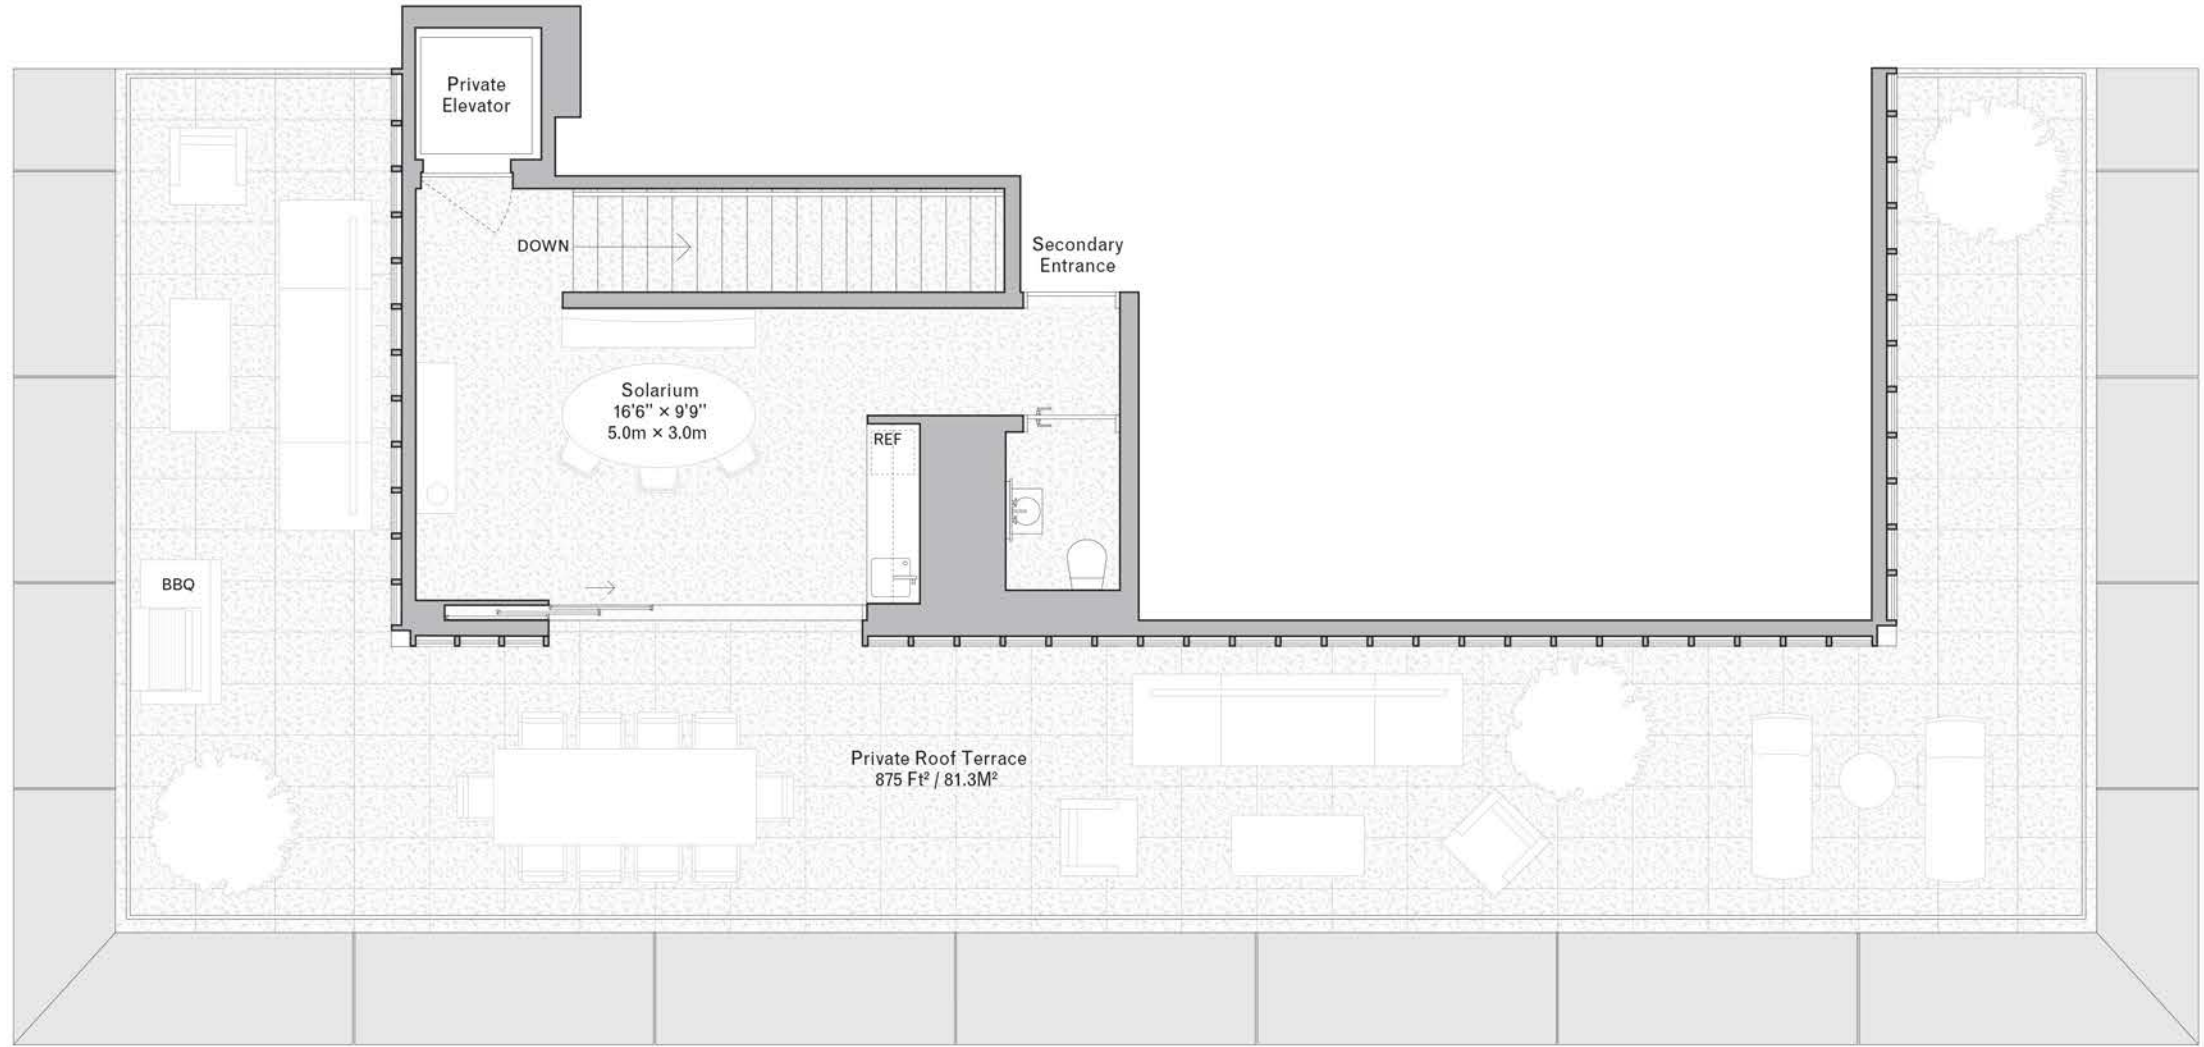 Private
Elevator
DOWN
Secondary
Entrance
Solarium
16'6" × 9'9"
5.0m × 3.0m
REF
BBQ
Private Roof Terrace
875 Ft² / 81.3M²